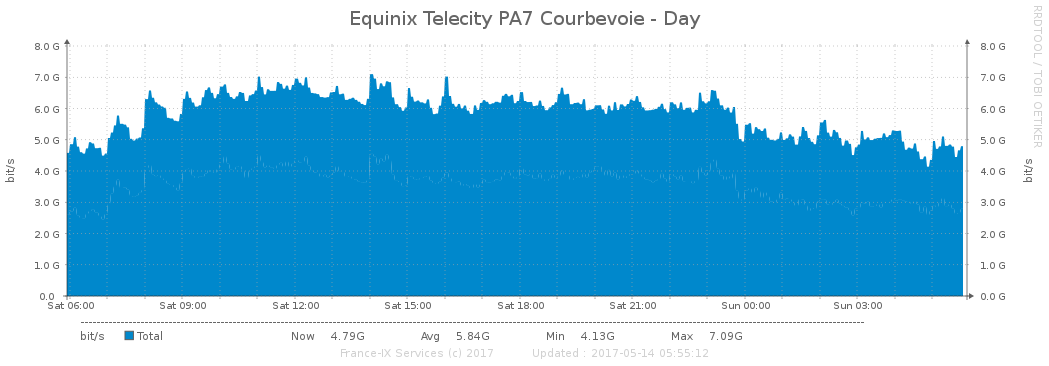 Equinix Telecity PA7 Courbevoie - Day
RRDTOOL / TOBI OETIKER
bit/s
8.0 G 8.0 G
7.0 G 7.0 G
6.0 G 6.0 G
5.0 G 5.0 G
4.0 G 4.0 G
3.0 G 3.0 G
2.0 G 2.0 G
1.0 G 1.0 G
0.0 0.0 G
bit/s
Sat 06:00 Sat 09:00 Sat 12:00 Sat 15:00 Sat 18:00 Sat 21:00 Sun 00:00 Sun 03:00
bit/s Total Now 4.79G Avg 5.84G Min 4.13G Max 7.09G
France-IX Services (c) 2017 Updated : 2017-05-14 05:55:12